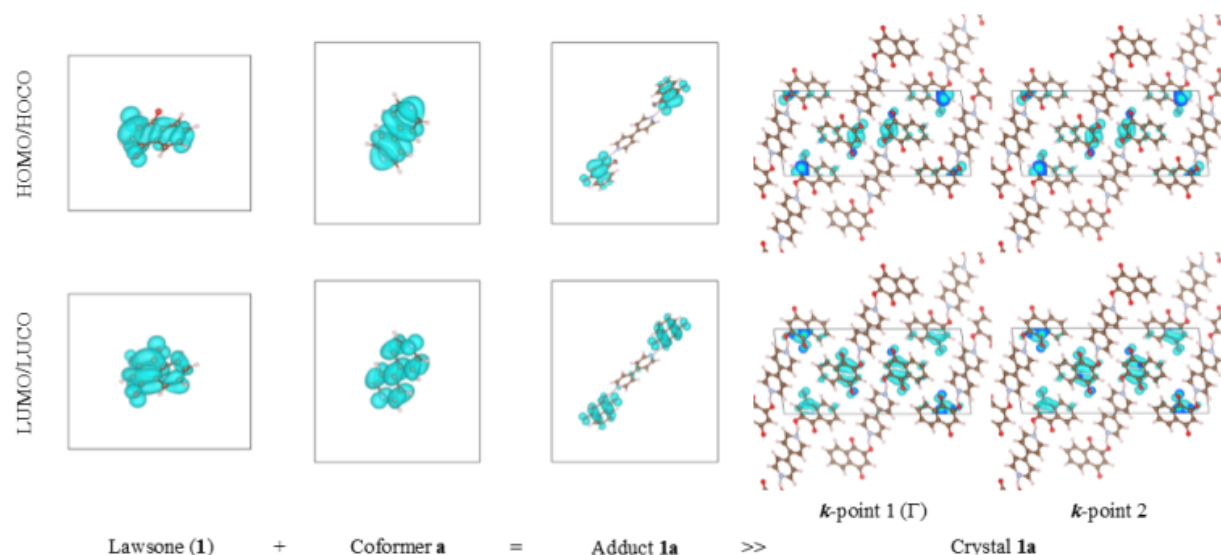 HOMO/HOCO
LUMO/LUCO
k-point 1 (Γ) k-point 2
Lawsone (1) + Coformer a = Adduct 1a >> Crystal 1a